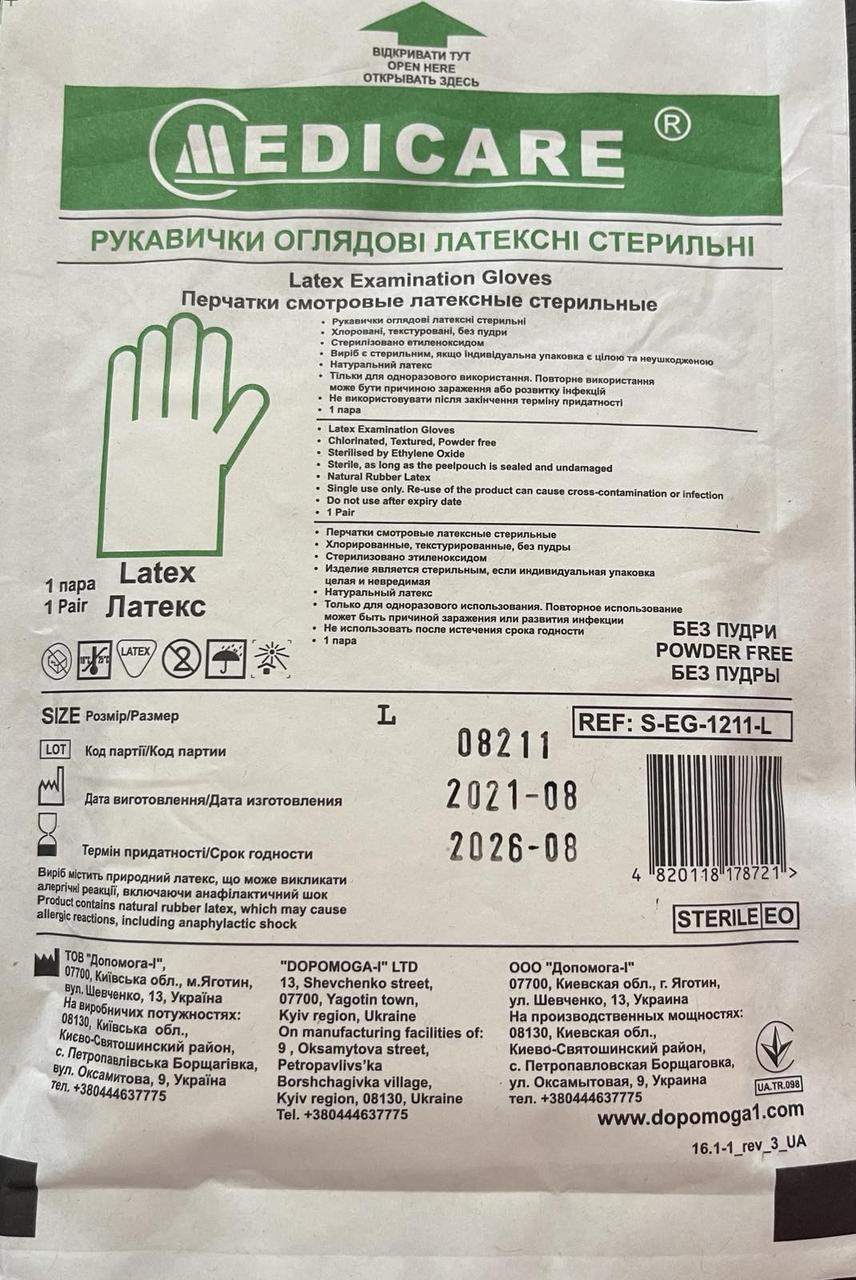 ВІДКРИВАТИ ТУТ
OPEN HERE
ОТКРЫВАТЬ ЗДЕСЬ
MEDICARE ®
РУКАВИЧКИ ОГЛЯДОВІ ЛАТЕКСНІ СТЕРИЛЬНІ
Latex Examination Gloves
Перчатки смотровые латексные стерильные
• Рукавички оглядові латексні стерильні
• Хлоровані, текстуровані, без пудри
• Стерилізовано етиленоксидом
• Виріб є стерильним, якщо індивідуальна упаковка є цілою та неушкодженою
• Натуральний латекс
• Тільки для одноразового використання. Повторне використання
може бути причиною зараження або розвитку інфекцій
• Не використовувати після закінчення терміну придатності
• 1 пара
• Latex Examination Gloves
• Chlorinated, Textured, Powder free
• Sterilised by Ethylene Oxide
• Sterile, as long as the peelpouch is sealed and undamaged
• Natural Rubber Latex
• Single use only. Re-use of the product can cause cross-contamination or infection
• Do not use after expiry date
• 1 Pair
• Перчатки смотровые латексные стерильные
• Хлорированные, текстурированные, без пудры
• Стерилизовано этиленоксидом
• Изделие является стерильным, если индивидуальная упаковка
целая и невредимая
• Натуральный латекс
• Только для одноразового использования. Повторное использование
может быть причиной заражения или развития инфекции
• Не использовать после истечения срока годности
• 1 пара
1 пара
1 Pair
Latex
Латекс
LATEX
2
БЕЗ ПУДРИ
POWDER FREE
БЕЗ ПУДРЫ
SIZE Розмір/Размер L
REF: S-EG-1211-L
LOT Код партії/Код партии 08211
Дата виготовлення/Дата изготовления 2021-08
Термін придатності/Срок годности 2026-08
4 820118 178721 >
Виріб містить природний латекс, що може викликати
алергічні реакції, включаючи анафілактичний шок
Product contains natural rubber latex, which may cause
allergic reactions, including anaphylactic shock
STERILE EO
ТОВ "Допомога-І",
07700, Київська обл., м.Яготин,
вул. Шевченко, 13, Україна
На виробничих потужностях:
08130, Київська обл.,
Києво-Святошинский район,
с. Петропавлівська Борщагівка,
вул. Оксамитова, 9, Україна
тел. +380444637775
"DOPOMOGA-I" LTD
13, Shevchenko street,
07700, Yagotin town,
Kyiv region, Ukraine
On manufacturing facilities of:
9 , Oksamytova street,
Petropavlivs'ka
Borshchagivka village,
Kyiv region, 08130, Ukraine
Tel. +380444637775
ООО "Допомога-І"
07700, Киевская обл., г. Яготин,
ул. Шевченко, 13, Украина
На производственных мощностях:
08130, Киевская обл.,
Киево-Святошинский район,
с. Петропавловская Борщаговка,
ул. Оксамытовая, 9, Украина
тел. +380444637775
UA.TR.098
www.dopomoga1.com
16.1-1_rev_3_UA